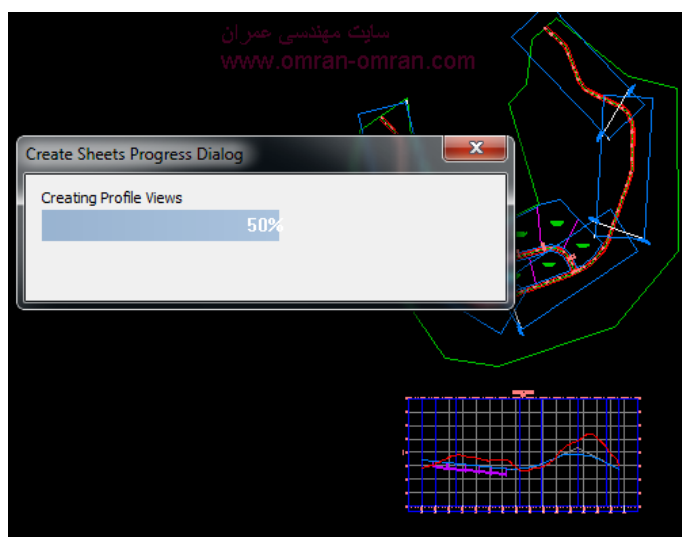 سایت مهندسی عمران
www.omran-omran.com
Create Sheets Progress Dialog
Creating Profile Views
50%